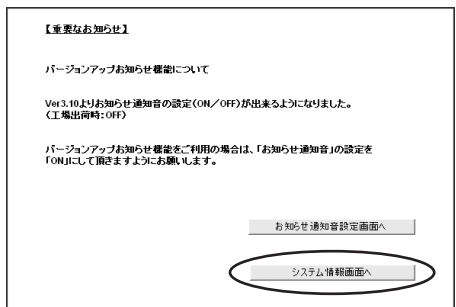 【重要なお知らせ】
バージョンアップお知らせ機能について
Ver3.10よりお知らせ通知音の設定(ON/OFF)が出来るようになりました。
(工場出荷時:OFF)
バージョンアップお知らせ機能をご利用の場合は、「お知らせ通知音」の設定を
「ON」にして頂きますようにお願いします。
お知らせ通知音設定画面へ
システム情報画面へ